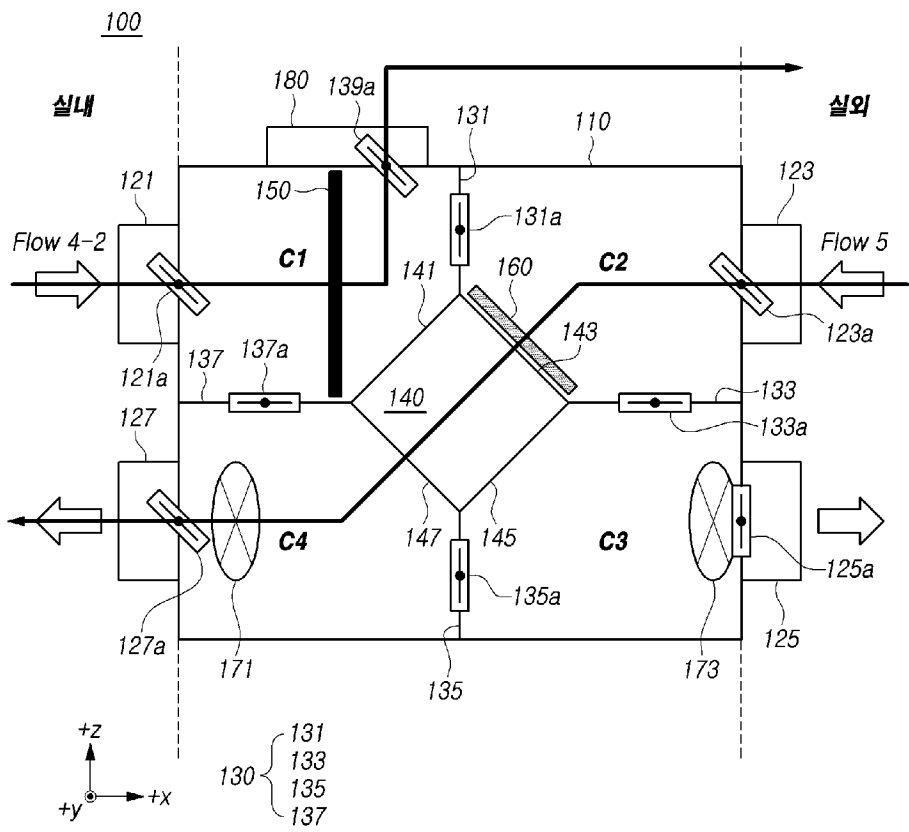 100
실내
실외
180
139a
131
110
121
150
131a
123
Flow 4-2
C1
C2
Flow 5
141
160
143
121a
123a
137
137a
140
133
133a
127
C4
147
145
C3
125a
135a
127a
171
135
173
125
+z
+y
+x
130
131
133
135
137